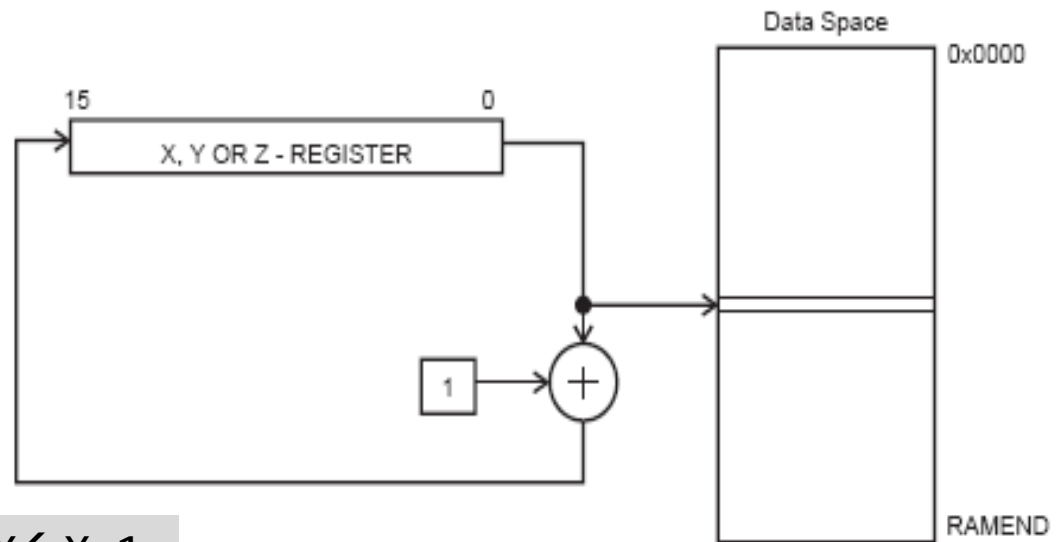 Data Space
0x0000
15 0
X, Y OR Z - REGISTER
1
RAMEND